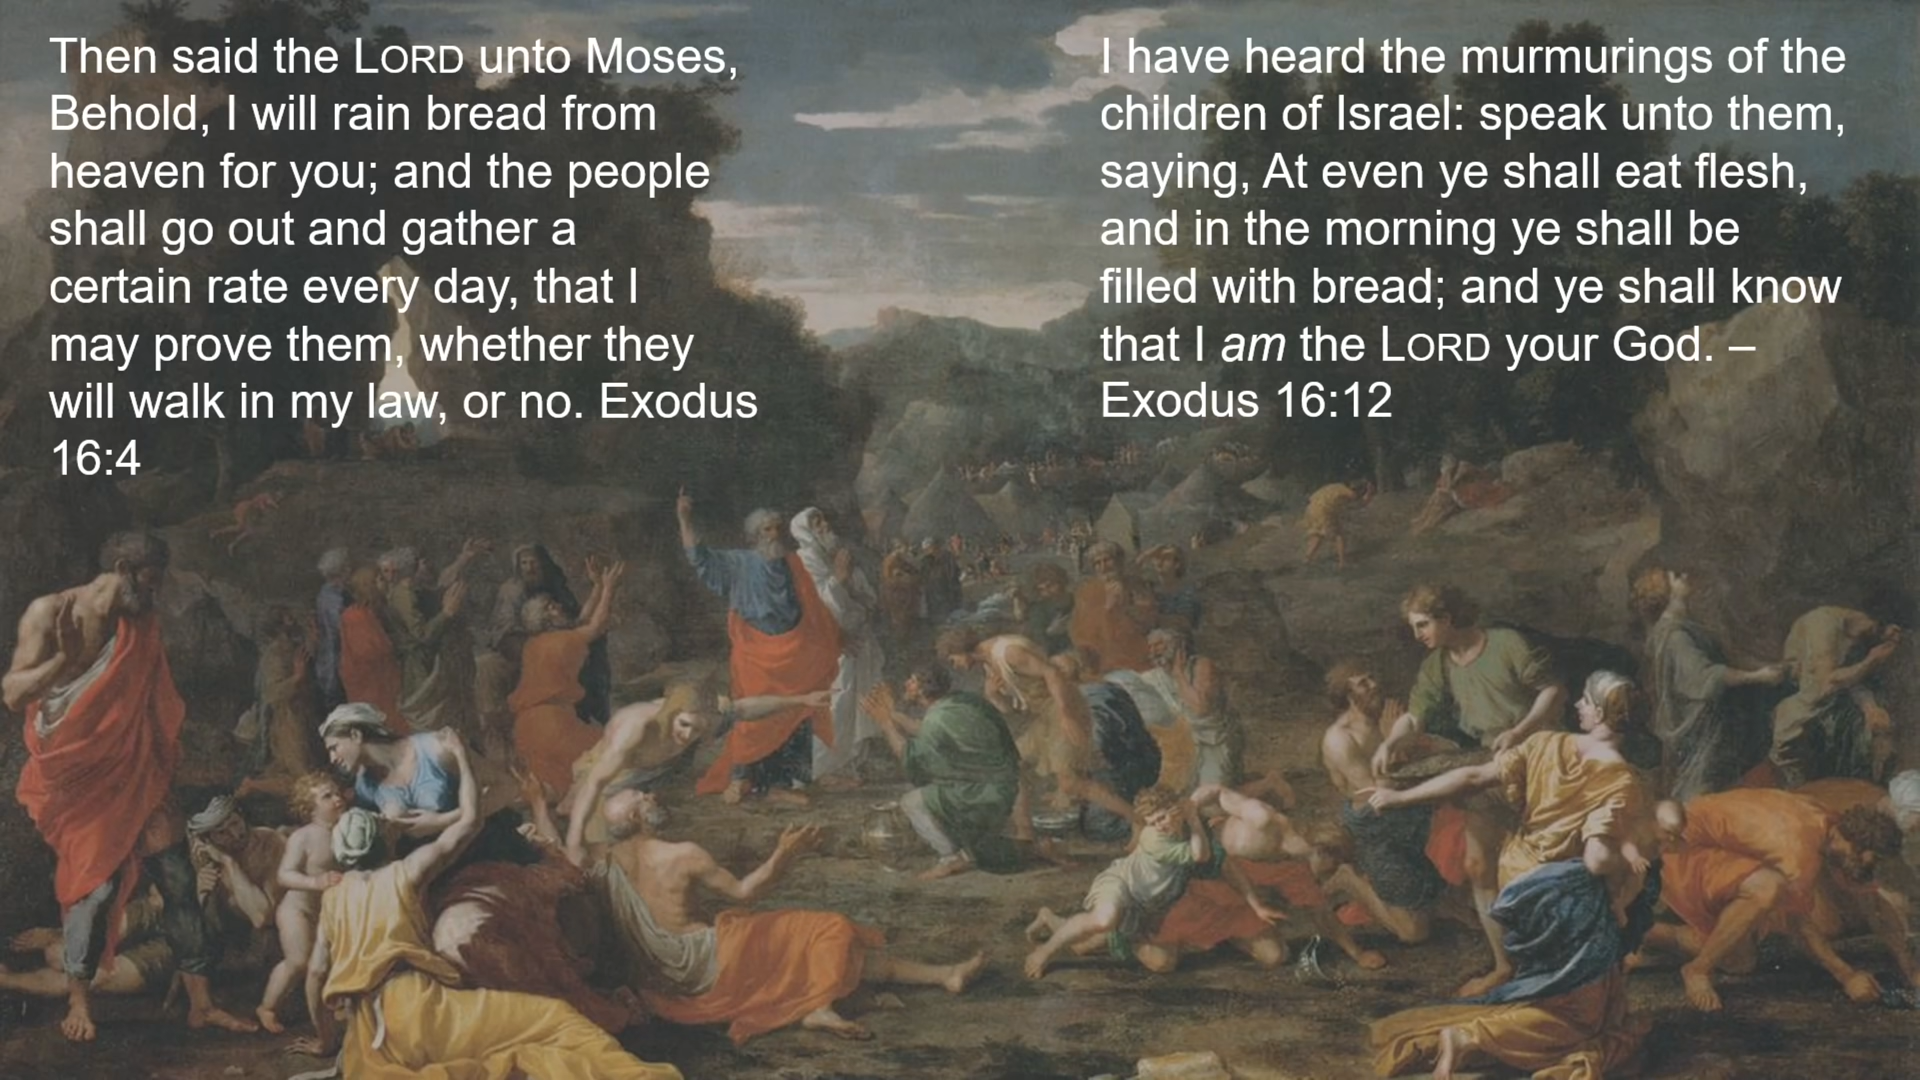 Then said the LORD unto Moses,
Behold, I will rain bread from
heaven for you; and the people
shall go out and gather a
certain rate every day, that I
may prove them, whether they
will walk in my law, or no. Exodus
16:4
I have heard the murmurings of the
children of Israel: speak unto them,
saying, At even ye shall eat flesh,
and in the morning ye shall be
filled with bread; and ye shall know
that I am the LORD your God. –
Exodus 16:12